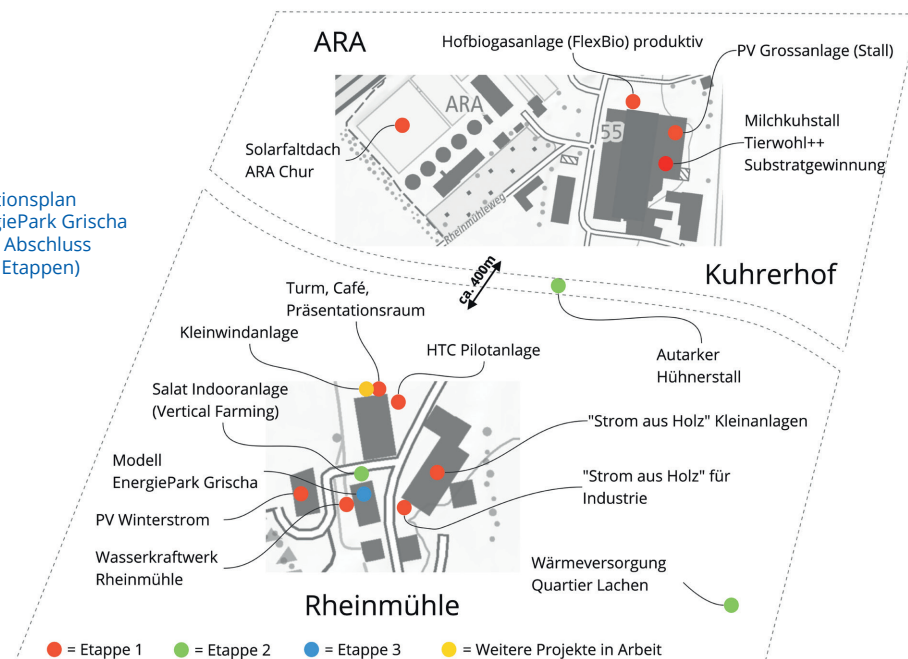 ARA
Hofbiogasanlage (FlexBio) produktiv
PV Grossanlage (Stall)
ARA
55
Milchkuhstall
Tierwohl++
Substratgewinnung
Solarfaltdach
ARA Chur
Rheinmühleweg
tionsplan
giePark Grischa
Abschluss
Etappen)
Kuhrerhof
ca. 400m
Turm, Café,
Präsentationsraum
Kleinwindanlage
HTC Pilotanlage
Autarker
Hühnerstall
Salat Indooranlage
(Vertical Farming)
"Strom aus Holz" Kleinanlagen
Modell
EnergiePark Grischa
"Strom aus Holz" für
Industrie
PV Winterstrom
Wasserkraftwerk
Rheinmühle
Wärmeversorgung
Quartier Lachen
Rheinmühle
= Etappe 1
= Etappe 2
= Etappe 3
= Weitere Projekte in Arbeit